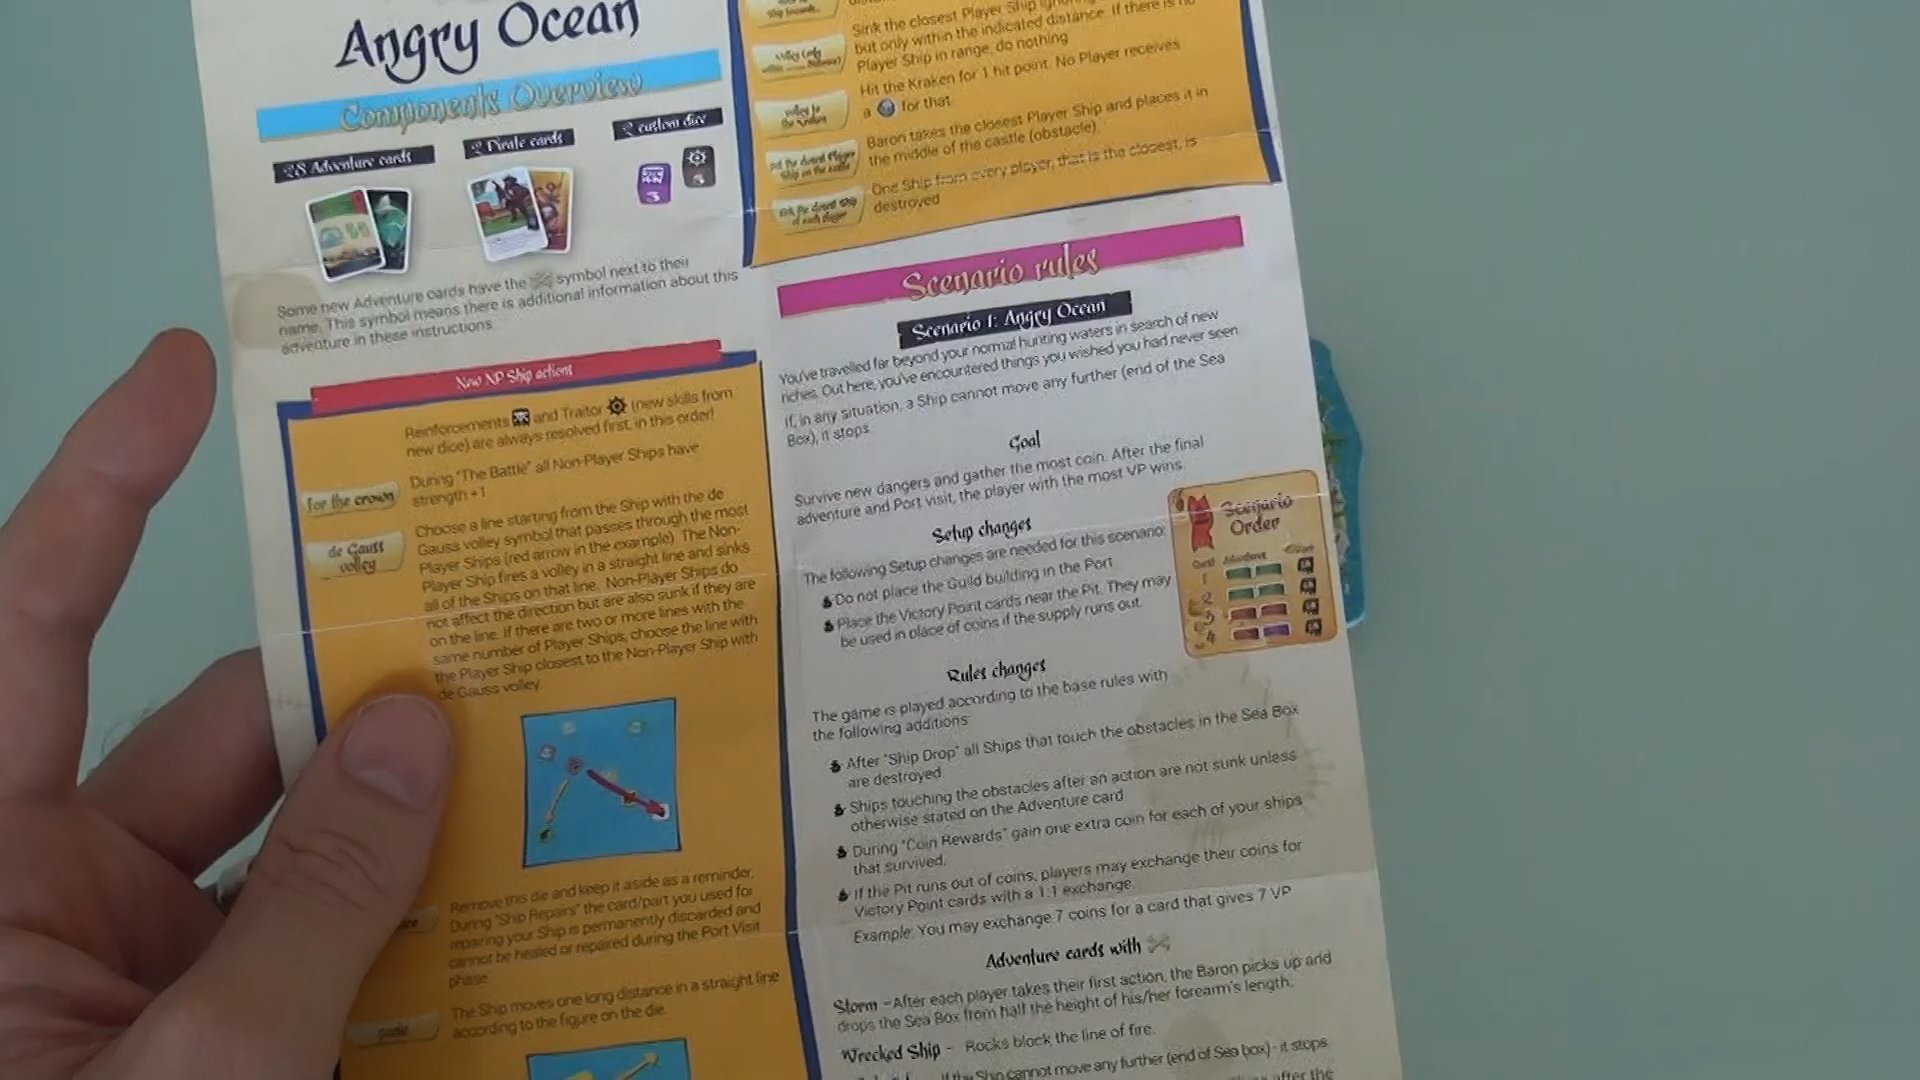 Angry Ocean
Components Overview
28 Adventure cards
2 Pirate cards
2 custom dice
Some new Adventure cards have the symbol next to their
name. This symbol means there is additional information about this
adventure in these instructions
New NP Ship actions
Reinforcements and Traitor (new skills from
new dice) are always resolved first, in this order!
for the crown
During "The Battle" all Non-Player Ships have
strength +1
de Gauss
volley
Choose a line starting from the Ship with the de
Gauss volley symbol that passes through the most
Player Ships (red arrow in the example). The Non-
Player Ship fires a volley in a straight line and sinks
all of the Ships on that line. Non-Player Ships do
not affect the direction but are also sunk if they are
on the line. If there are two or more lines with the
same number of Player Ships, choose the line with
the Player Ship closest to the Non-Player Ship with
de Gauss volley.
Remove this die and keep it aside as a reminder.
During "Ship Repairs" the card/part you used for
repairing your Ship is permanently discarded and
cannot be healed or repaired during the Port Visit
phase.
panic
The Ship moves one long distance in a straight line
according to the figure on the die.
Sink the closest Player Ship
but only within the indicated distance. If there is no
Player Ship in range, do nothing
volley to
the Kraken
Hit the Kraken for 1 hit point. No Player receives
a for that
Put the closest Player
Ship on the castle
Baron takes the closest Player Ship and places it in
the middle of the castle (obstacle)
Sink the closest Ship
of each player
One Ship from every player, that is the closest, is
destroyed
Scenario rules
Scenario 1: Angry Ocean
You've travelled far beyond your normal hunting waters in search of new
riches. Out here, you've encountered things you wished you had never seen.
If, in any situation, a Ship cannot move any further (end of the Sea
Box), it stops
Goal
Survive new dangers and gather the most coin. After the final
adventure and Port visit, the player with the most VP wins.
Setup changes
The following Setup changes are needed for this scenario:
Do not place the Guild building in the Port
Place the Victory Point cards near the Pit. They may
be used in place of coins if the supply runs out.
Scenario
Order
1
2
3
4
Rules changes
The game is played according to the base rules with
the following additions:
After "Ship Drop" all Ships that touch the obstacles in the Sea Box
are destroyed
Ships touching the obstacles after an action are not sunk unless
otherwise stated on the Adventure card
During "Coin Rewards" gain one extra coin for each of your ships
that survived.
If the Pit runs out of coins, players may exchange their coins for
Victory Point cards with a 1:1 exchange.
Example: You may exchange 7 coins for a card that gives 7 VP
Adventure cards with
Storm – After each player takes their first action, the Baron picks up and
drops the Sea Box from half the height of his/her forearm's length.
Wrecked Ship – Rocks block the line of fire.
if the Ship cannot move any further (end of Sea box) - it stops.
after the